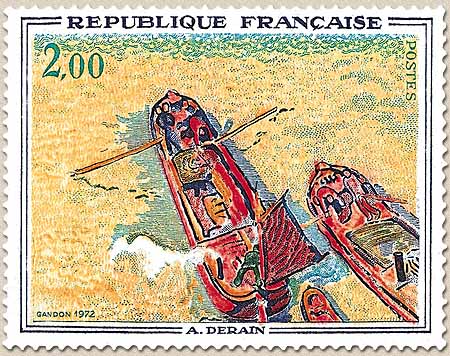 REPUBLIQUE FRANÇAISE
2,00
POSTES
GANDON 1972
A. DERAIN